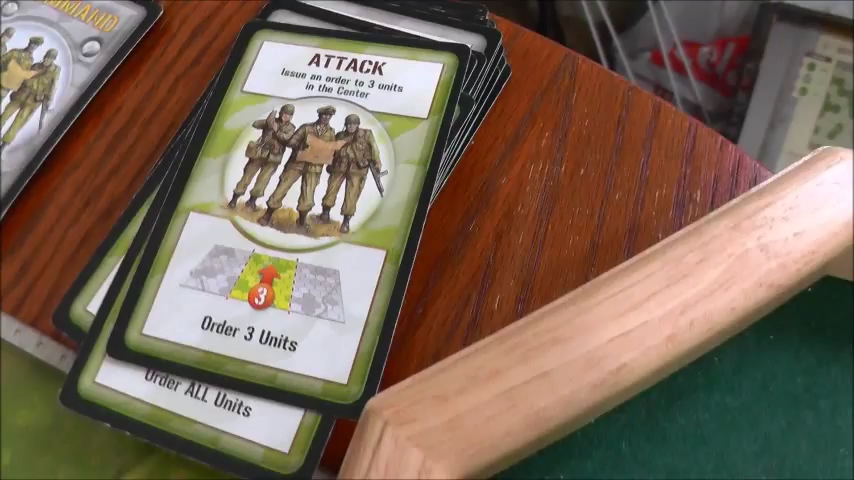 ATTACK
Issue an order to 3 units
in the Center
3
Order 3 Units
Order ALL Units